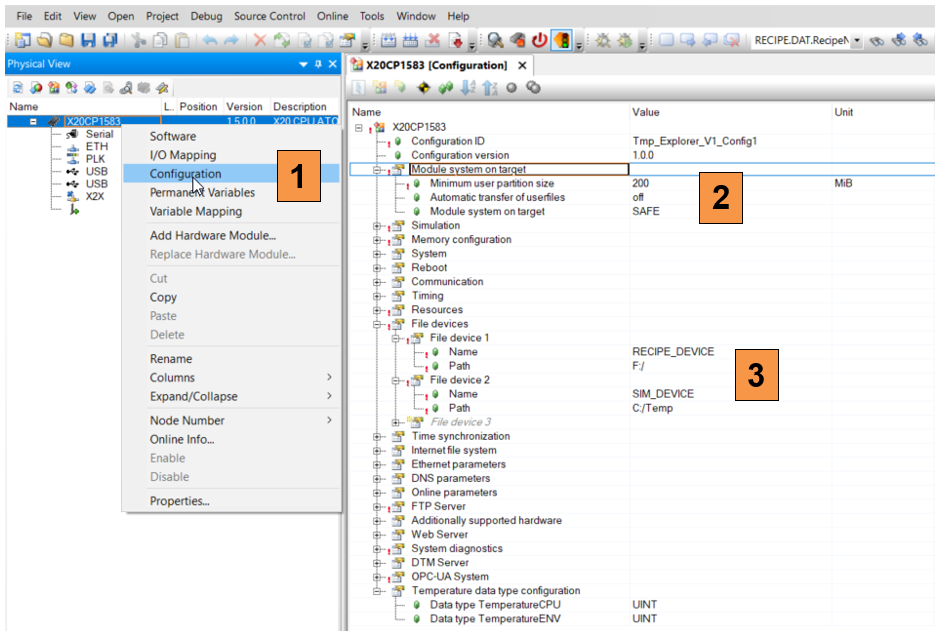 File Edit View Open Project Debug Source Control Online Tools Window Help
RECIPE.DAT.RecipeN
Physical View
X20CP1583 [Configuration]
Name L.. Position Version Description
X20CP1583 1.5.0.0 X20 CPU ATO
Serial
ETH
PLK
USB
USB
X2X
Software
I/O Mapping
Configuration
Permanent Variables
Variable Mapping
Add Hardware Module...
Replace Hardware Module...
Cut
Copy
Paste
Delete
Rename
Columns
Expand/Collapse
Node Number
Online Info...
Enable
Disable
Properties...
1
Name Value Unit
X20CP1583
Configuration ID Tmp_Explorer_V1_Config1
Configuration version 1.0.0
Module system on target
Minimum user partition size 200 MiB
Automatic transfer of userfiles off
Module system on target SAFE
2
Simulation
Memory configuration
System
Reboot
Communication
Timing
Resources
File devices
File device 1
Name RECIPE_DEVICE
Path F:/
File device 2
Name SIM_DEVICE
Path C:/Temp
3
File device 3
Time synchronization
Internet file system
Ethernet parameters
DNS parameters
Online parameters
FTP Server
Additionally supported hardware
Web Server
System diagnostics
DTM Server
OPC-UA System
Temperature data type configuration
Data type TemperatureCPU UINT
Data type TemperatureENV UINT